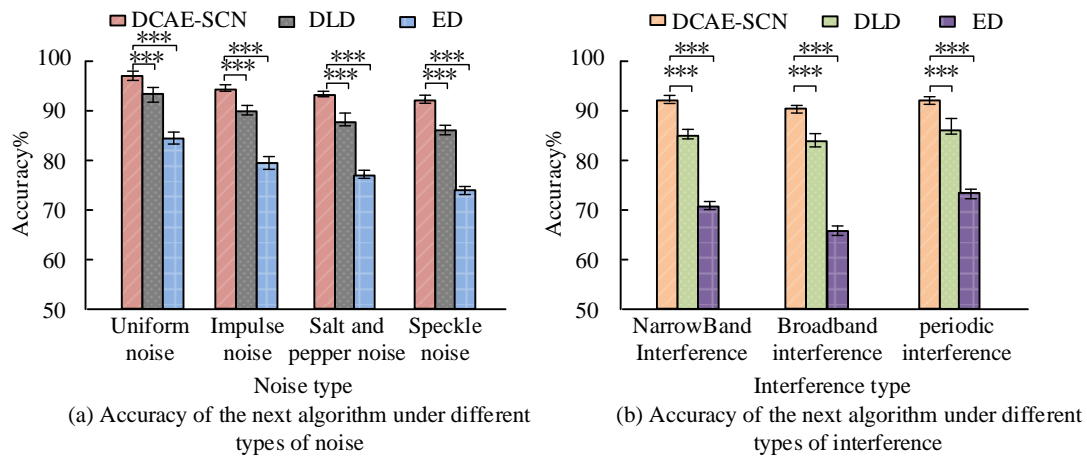 DCAE-SCN DLD ED
*** *** *** ***
*** *** *** ***
100
90
80
70
60
50
Accuracy%
Uniform noise
Impulse noise
Salt and pepper noise
Speckle noise
Noise type
(a) Accuracy of the next algorithm under different
types of noise
DCAE-SCN DLD ED
*** *** ***
*** *** ***
100
90
80
70
60
50
Accuracy%
NarrowBand Interference
Broadband interference
periodic interference
Interference type
(b) Accuracy of the next algorithm under different
types of interference